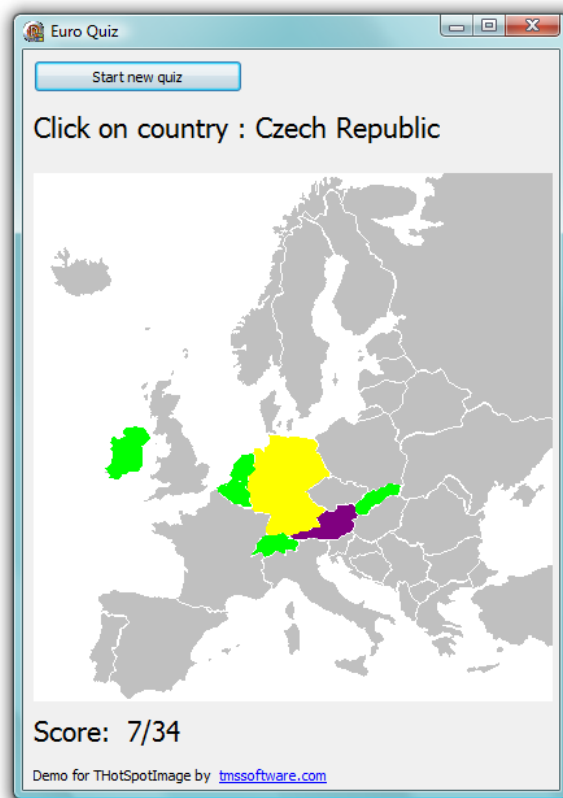 Euro Quiz
Start new quiz
Click on country : Czech Republic
Score: 7/34
Demo for THotSpotImage by tmssoftware.com